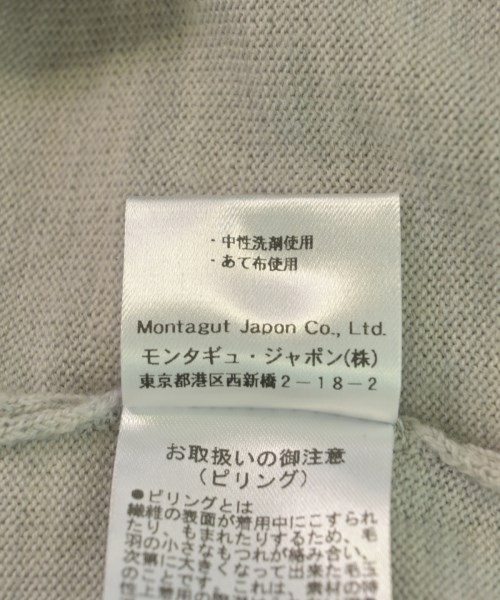 ・中性洗剤使用
・あて布使用
Montagut Japon Co., Ltd.
モンタギュ・ジャポン(株)
東京都港区西新橋2－18－2
お取扱いの御注意
(ピリング)
●ピリングとは
繊維の表面が着用中にこすられ
たり、もまれたりするため、毛
羽の小さなもつれが絡み合い、
次第に大きくなって出来た毛玉
の